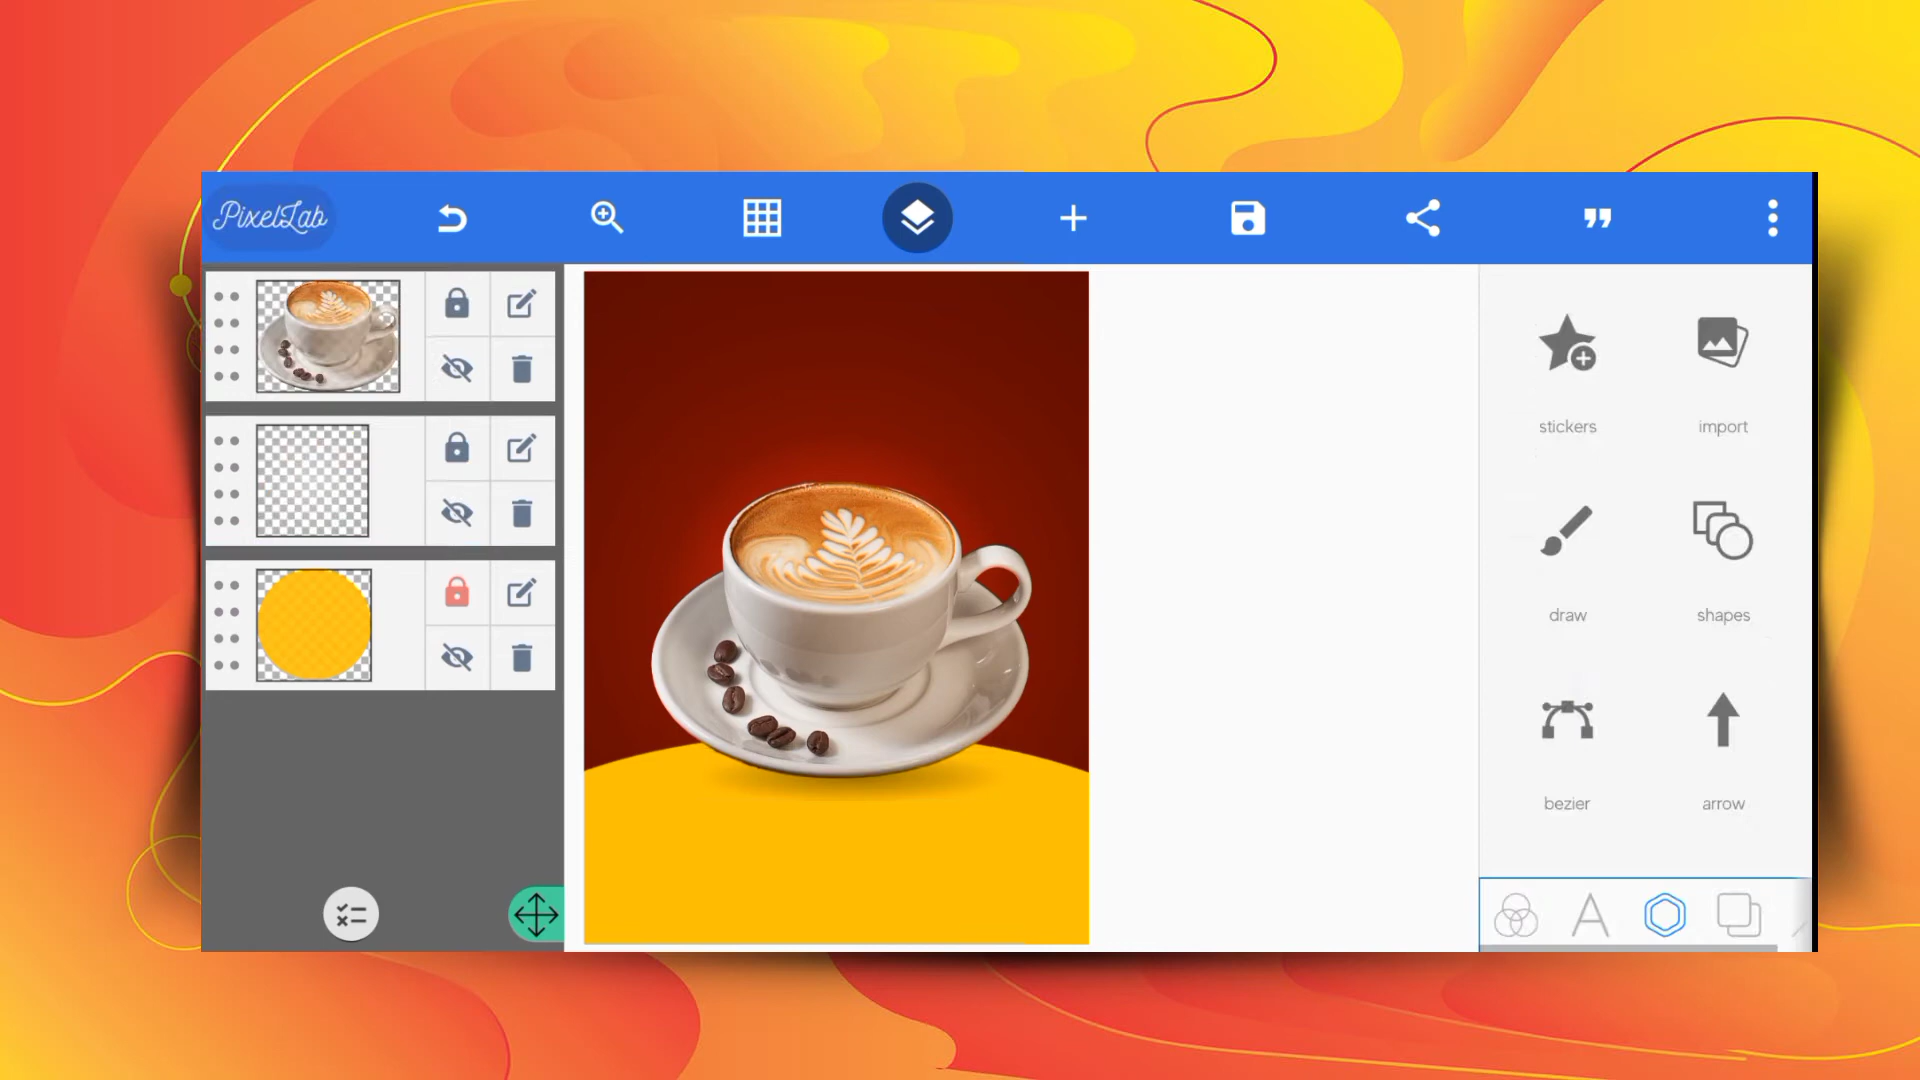 PixelLab
stickers
import
draw
shapes
bezier
arrow